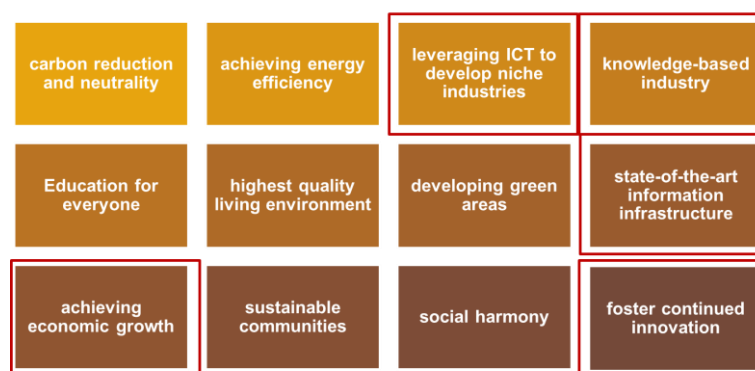 carbon reduction
and neutrality
achieving energy
efficiency
leveraging ICT to
develop niche
industries
knowledge-based
industry
Education for
everyone
highest quality
living environment
developing green
areas
state-of-the-art
information
infrastructure
achieving
economic growth
sustainable
communities
social harmony
foster continued
innovation